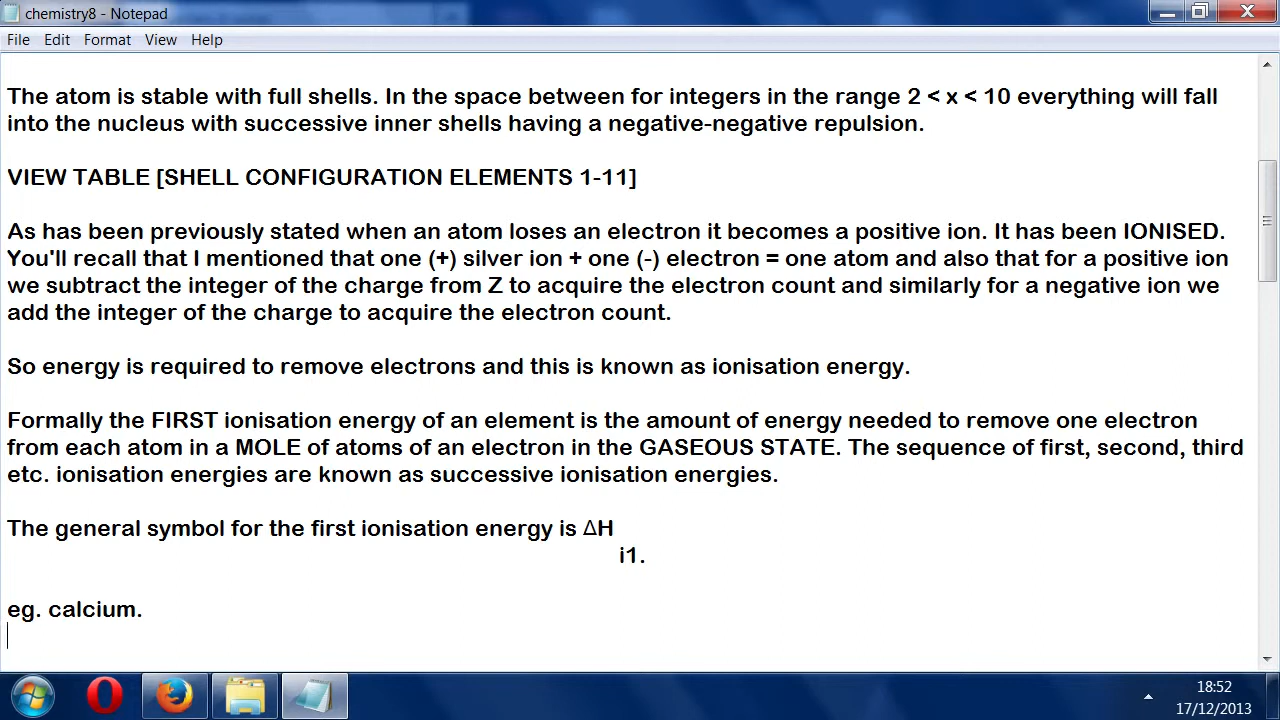 chemistry8 - Notepad
File Edit Format View Help
The atom is stable with full shells. In the space between for integers in the range 2 < x < 10 everything will fall
into the nucleus with successive inner shells having a negative-negative repulsion.
VIEW TABLE [SHELL CONFIGURATION ELEMENTS 1-11]
As has been previously stated when an atom loses an electron it becomes a positive ion. It has been IONISED.
You'll recall that I mentioned that one (+) silver ion + one (-) electron = one atom and also that for a positive ion
we subtract the integer of the charge from Z to acquire the electron count and similarly for a negative ion we
add the integer of the charge to acquire the electron count.
So energy is required to remove electrons and this is known as ionisation energy.
Formally the FIRST ionisation energy of an element is the amount of energy needed to remove one electron
from each atom in a MOLE of atoms of an electron in the GASEOUS STATE. The sequence of first, second, third
etc. ionisation energies are known as successive ionisation energies.
The general symbol for the first ionisation energy is ΔH
i1.
eg. calcium.
18:52
17/12/2013